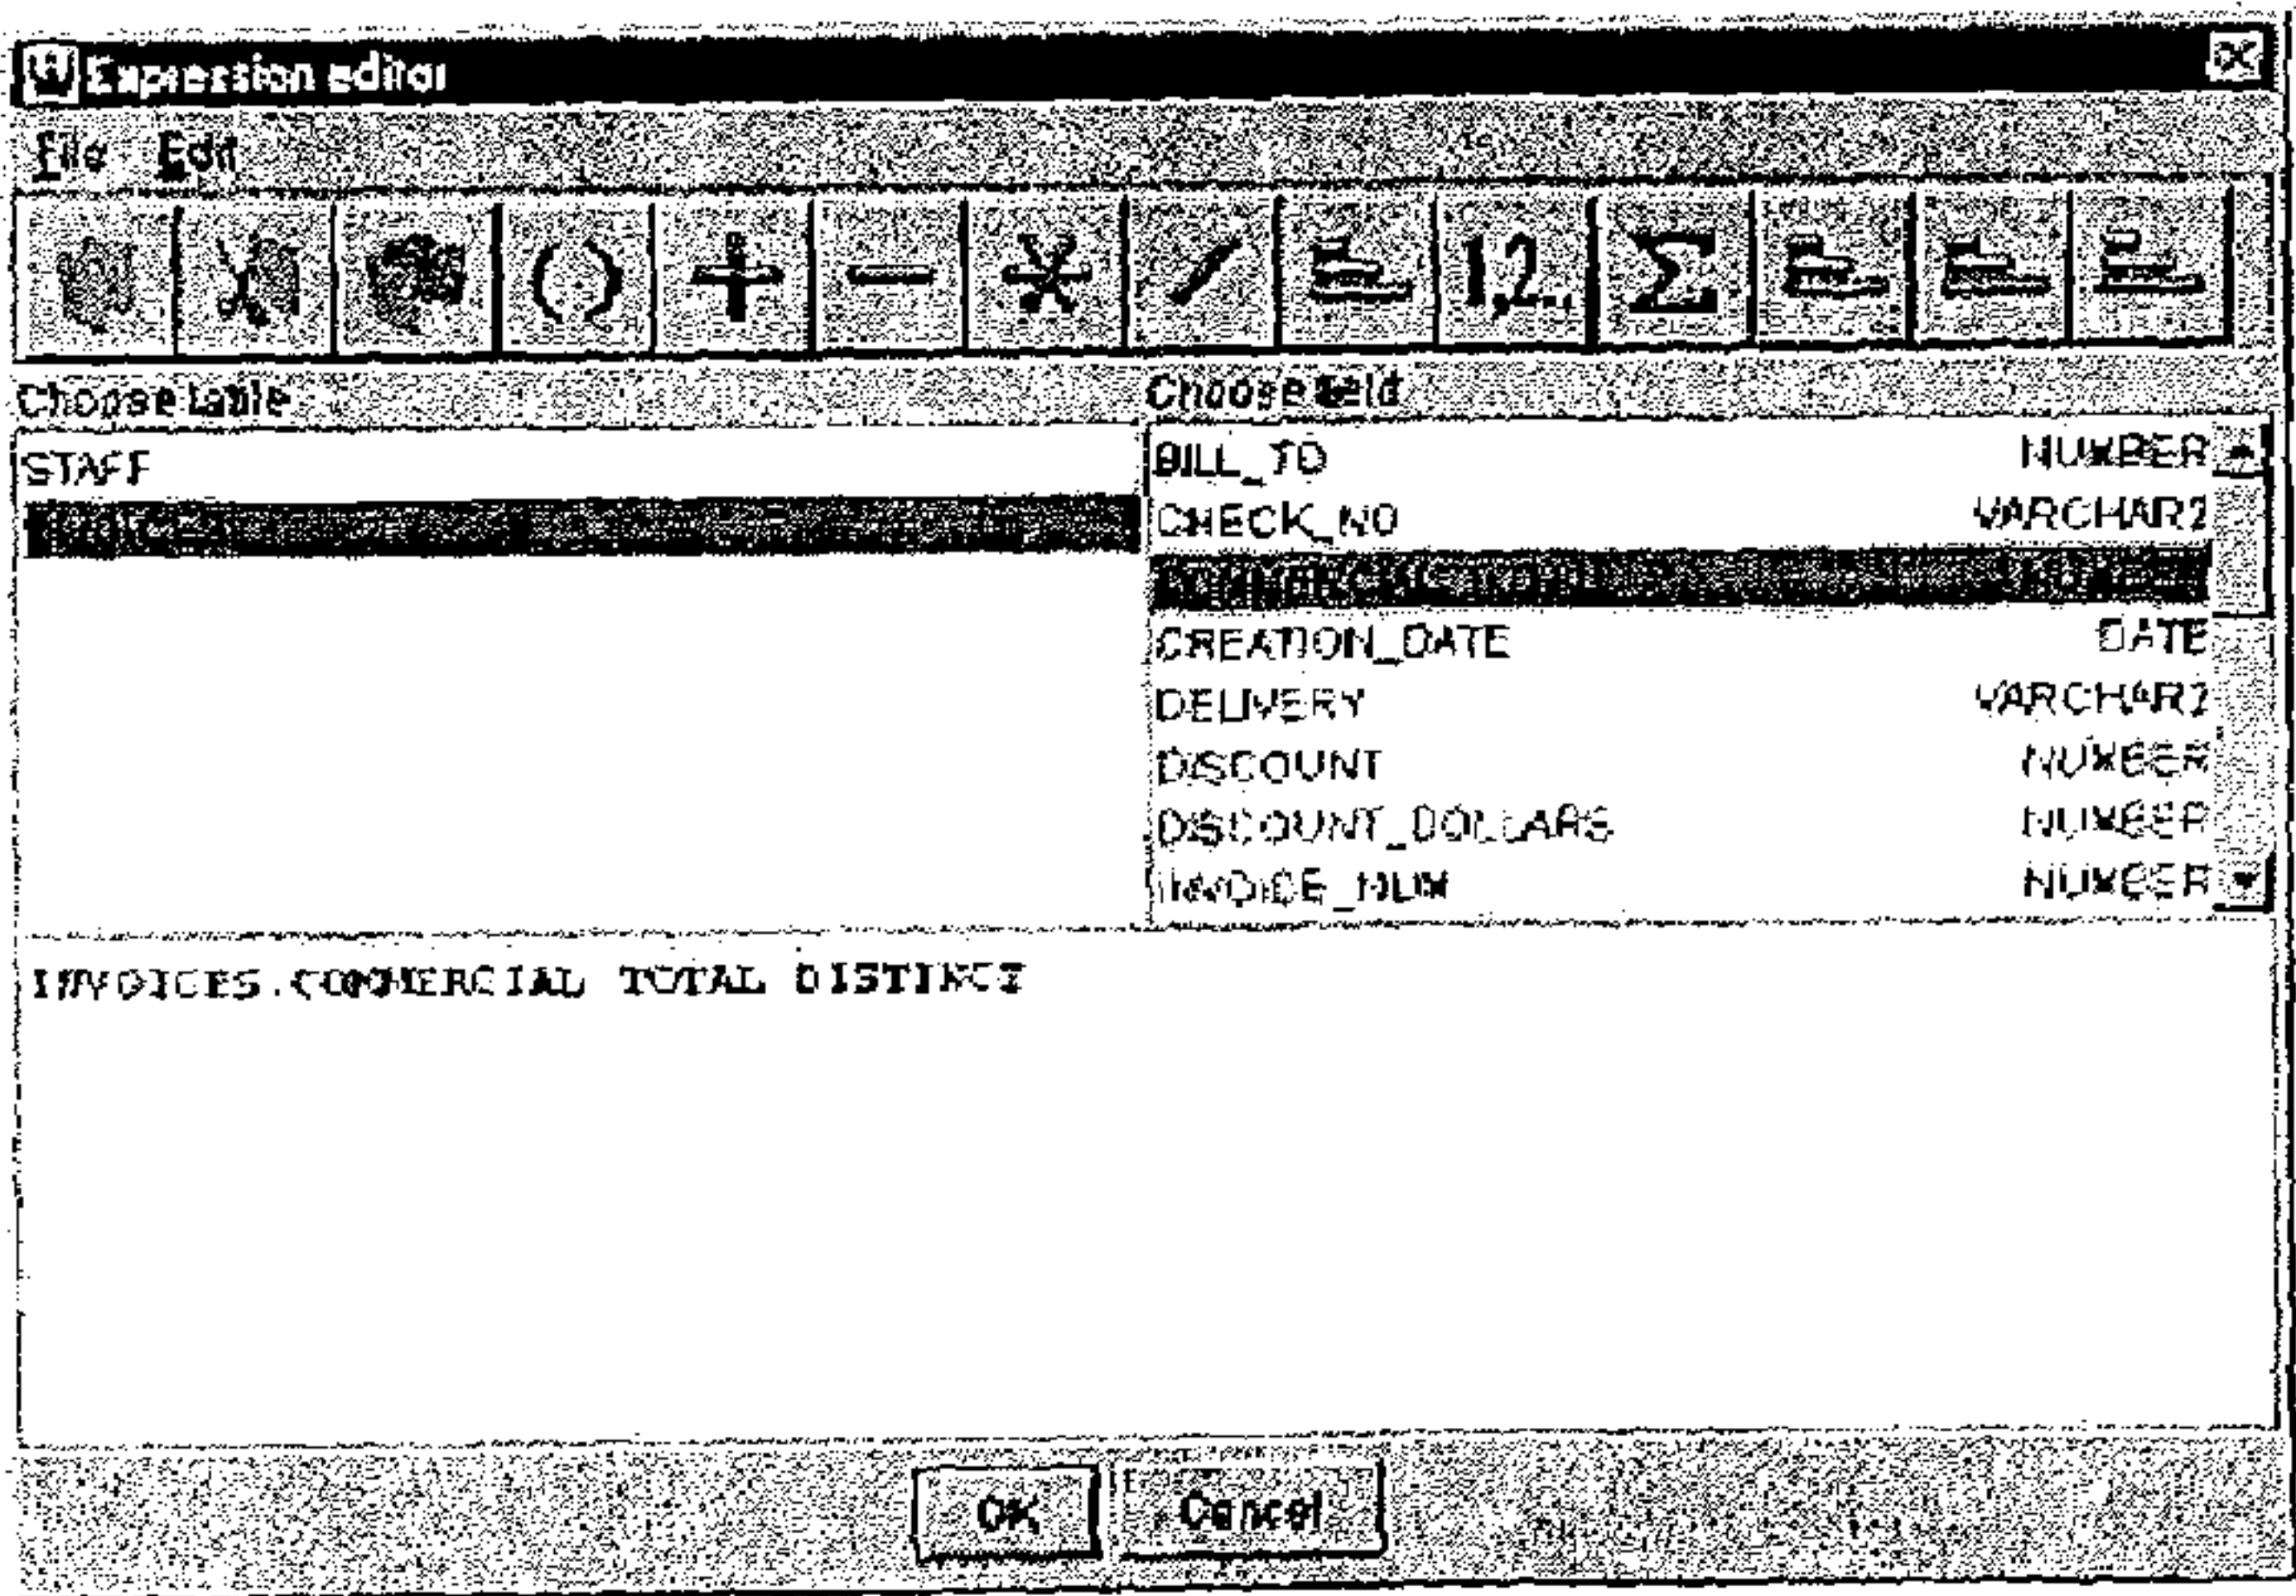 Expression editor
File Edit
( ) + - * / 1,2.. Σ
Choose table
Choose field
STAFF
BILL_TO NUMBER
CHECK_NO VARCHAR2
CREATION_DATE DATE
DELIVERY VARCHAR2
DISCOUNT NUMBER
DISCOUNT_DOLLARS NUMBER
INVOICE_NUM NUMBER
INVOICES.COMMERCIAL TOTAL DISTINCT
OK Cancel